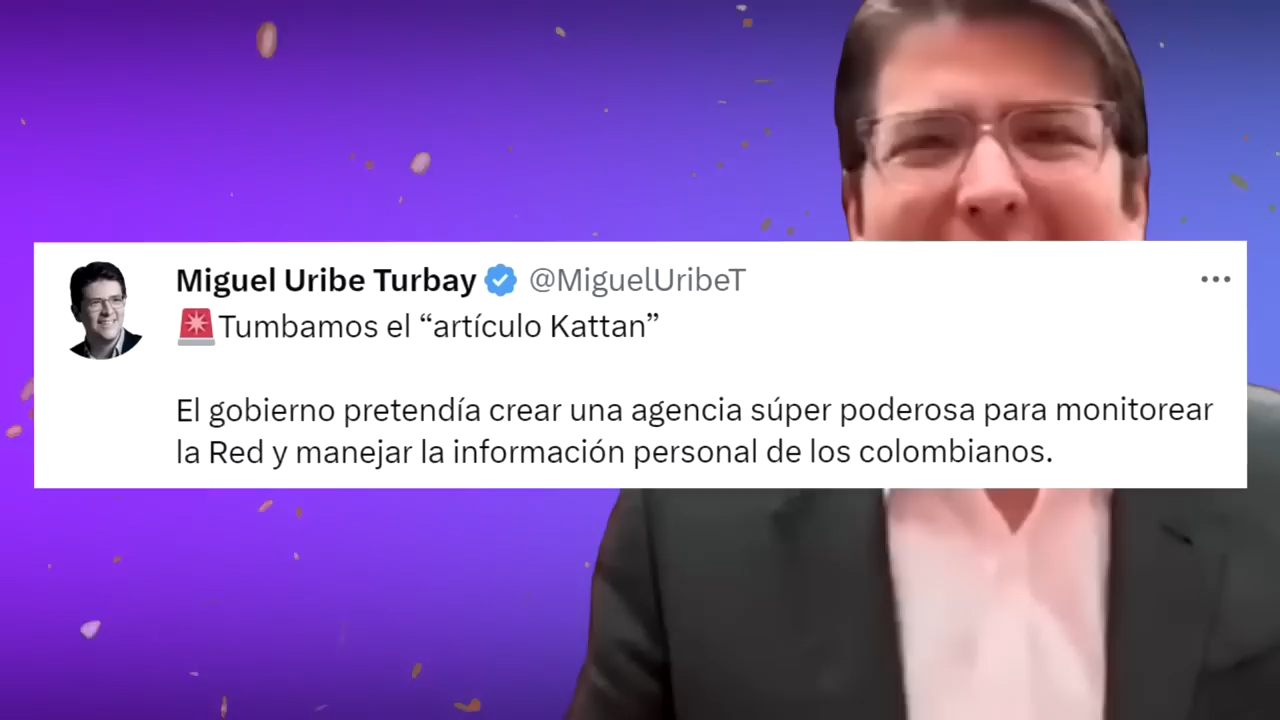 Miguel Uribe Turbay @MiguelUribeT
🚨Tumbamos el “artículo Kattan”
El gobierno pretendía crear una agencia súper poderosa para monitorear
la Red y manejar la información personal de los colombianos.